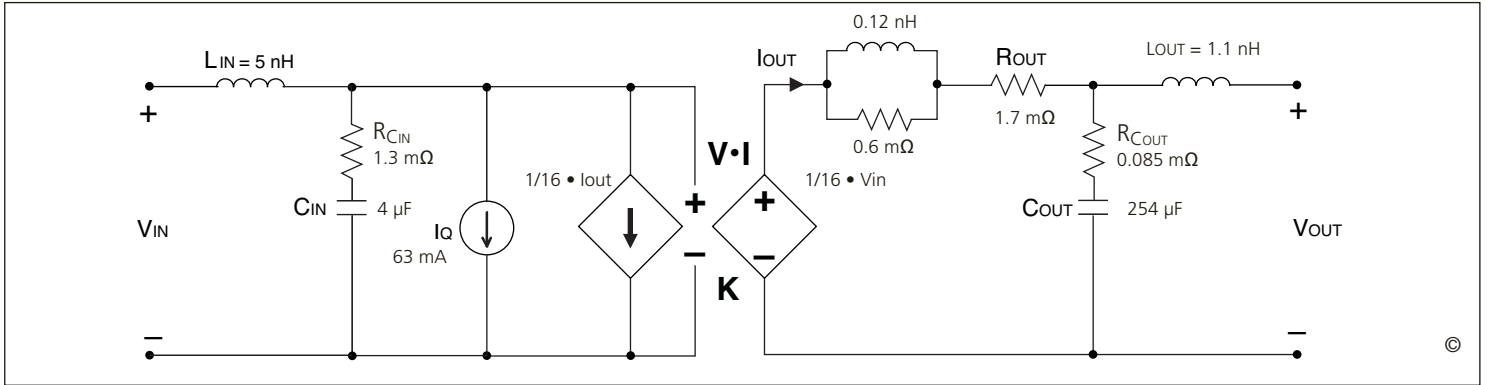 0.12 nH
LIN = 5 nH
IOUT
ROUT
LOUT = 1.1 nH
+
+
RCIN
1.3 mΩ
1.7 mΩ
RCOUT
0.085 mΩ
0.6 mΩ
V•I
1/16 • Iout
1/16 • Vin
+
+
CIN
4 µF
COUT
254 µF
VIN
IQ
63 mA
VOUT
–
–
K
–
–
©